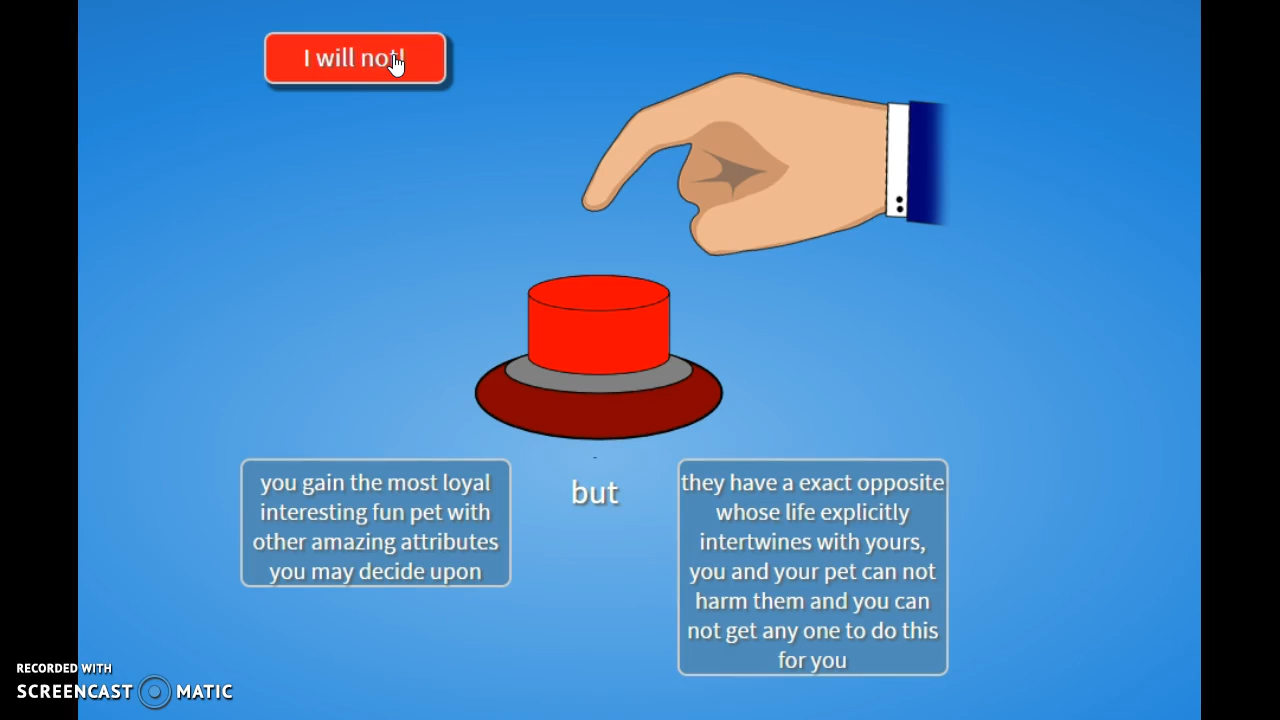 I will not!
you gain the most loyal
interesting fun pet with
other amazing attributes
you may decide upon
but
they have a exact opposite
whose life explicitly
intertwines with yours,
you and your pet can not
harm them and you can
not get any one to do this
for you
RECORDED WITH
SCREENCAST MATIC